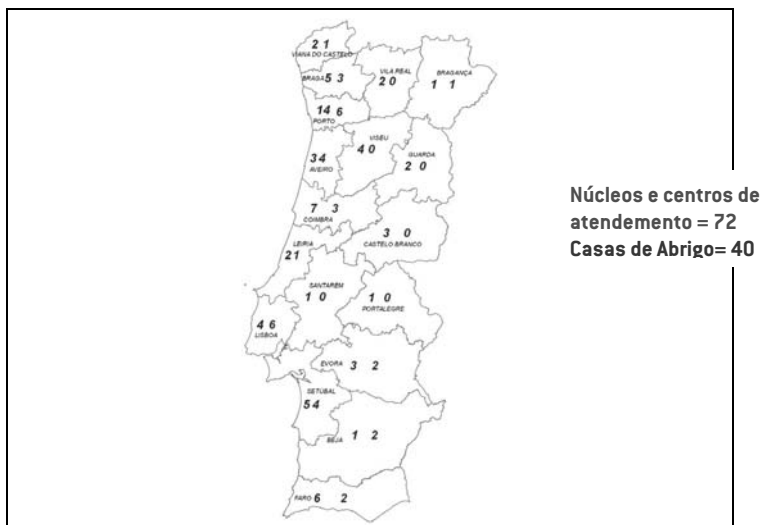 2 1
VIANA DO CASTELO
BRAGA 5 3
VILA REAL
2 0
BRAGANÇA
1 1
14 6
PORTO
VISEU
4 0
3 4
AVEIRO
GUARDA
2 0
7 3
COIMBRA
3 0
CASTELO BRANCO
LEIRIA
2 1
SANTAREM
1 0
1 0
PORTALEGRE
4 6
LISBOA
EVORA 3 2
SETÚBAL
5 4
BEJA 1 2
FARO 6 2
Núcleos e centros de
atendemento = 72
Casas de Abrigo= 40